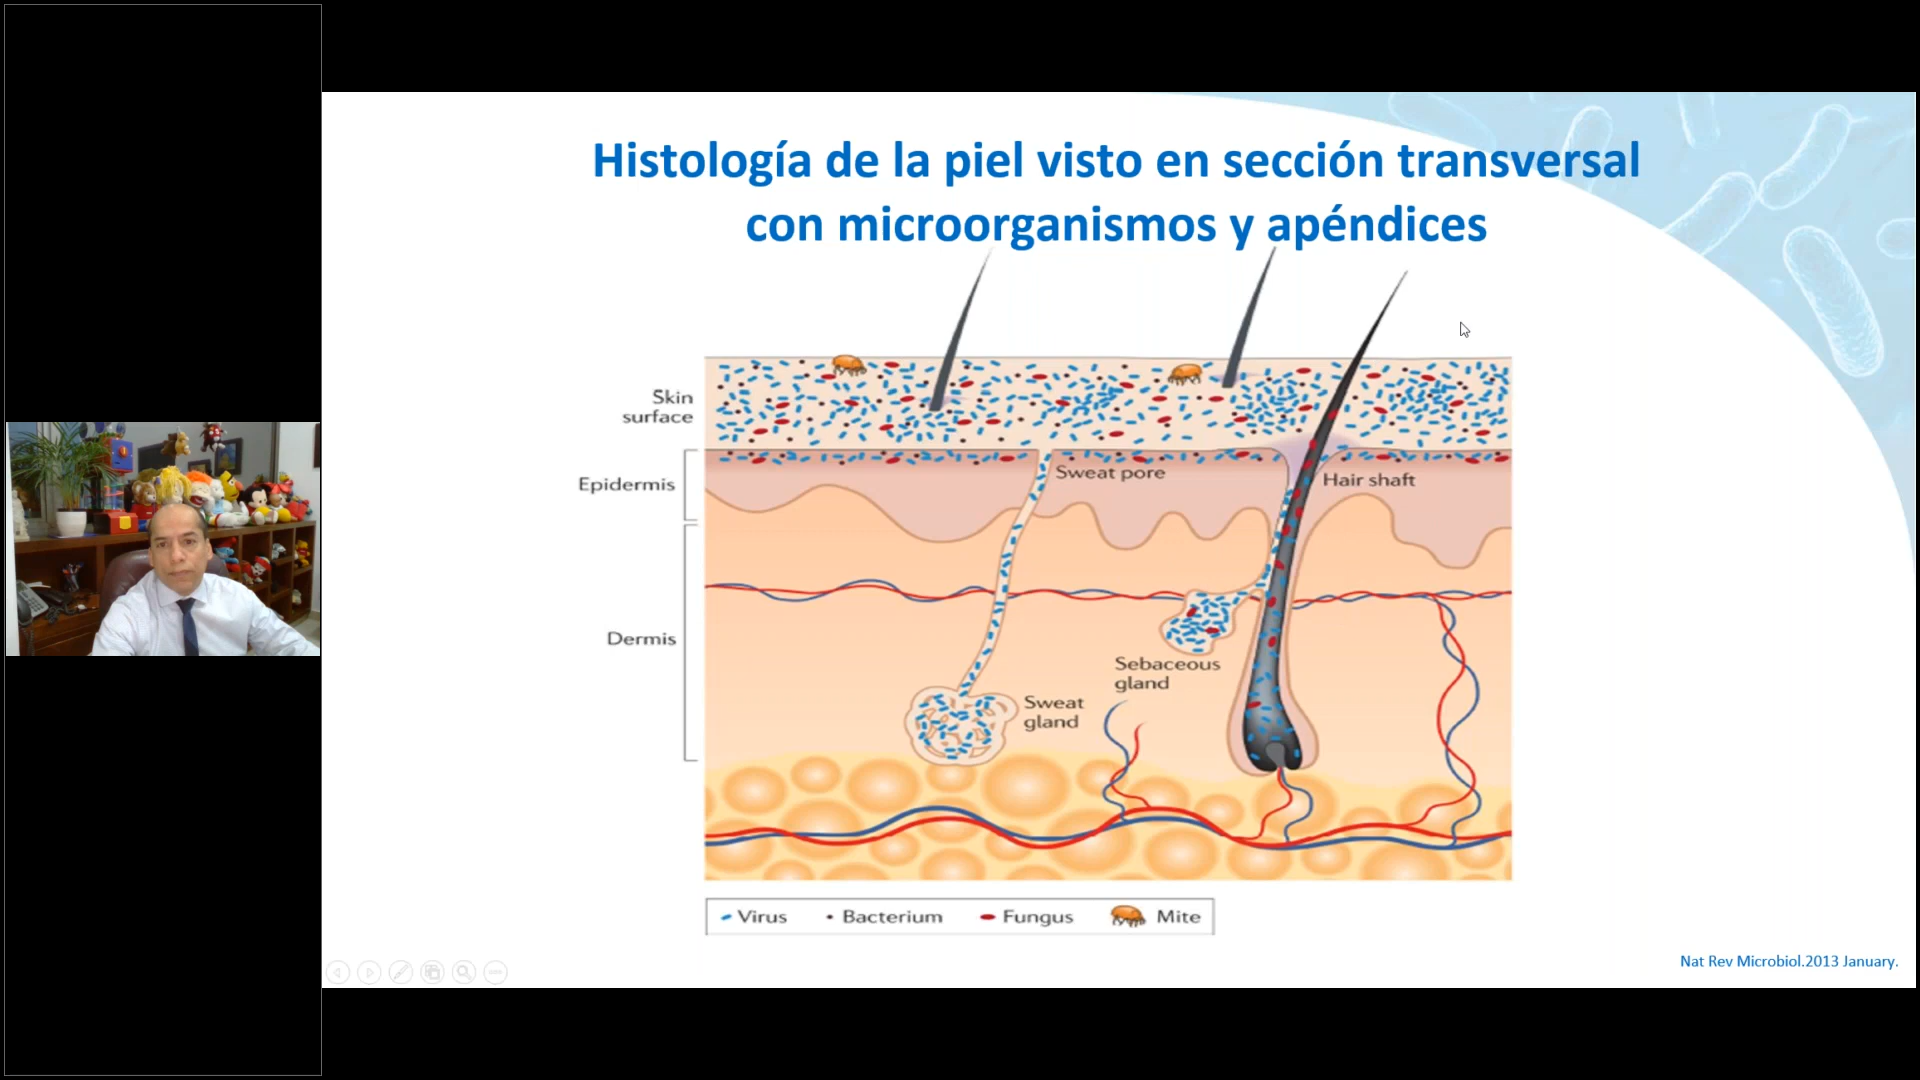 Histología de la piel visto en sección transversal
con microorganismos y apéndices
Skin
surface
Epidermis
Sweat pore
Hair shaft
Dermis
Sebaceous
gland
Sweat
gland
Virus
Bacterium
Fungus
Mite
Nat Rev Microbiol.2013 January.